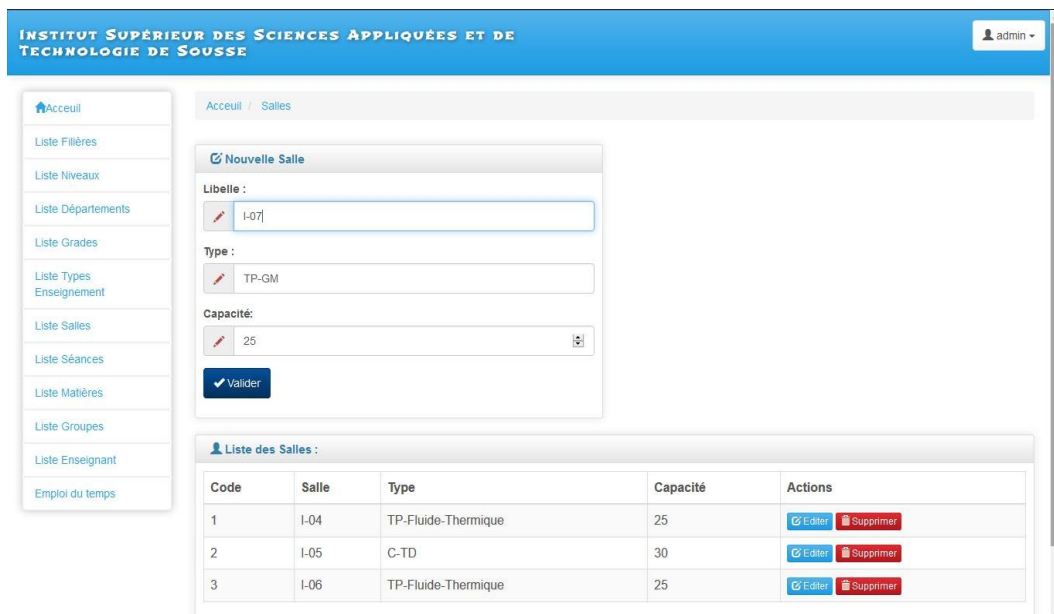 INSTITUT SUPÉRIEUR DES SCIENCES APPLIQUÉES ET DE
TECHNOLOGIE DE SOUSSE
admin
Acceuil
Liste Filières
Liste Niveaux
Liste Départements
Liste Grades
Liste Types
Enseignement
Liste Salles
Liste Séances
Liste Matières
Liste Groupes
Liste Enseignant
Emploi du temps
Acceuil / Salles
Nouvelle Salle
Libelle :
I-07
Type :
TP-GM
Capacité:
25
Valider
Liste des Salles :
Code Salle Type Capacité Actions
1 I-04 TP-Fluide-Thermique 25 Editer Supprimer
2 I-05 C-TD 30 Editer Supprimer
3 I-06 TP-Fluide-Thermique 25 Editer Supprimer